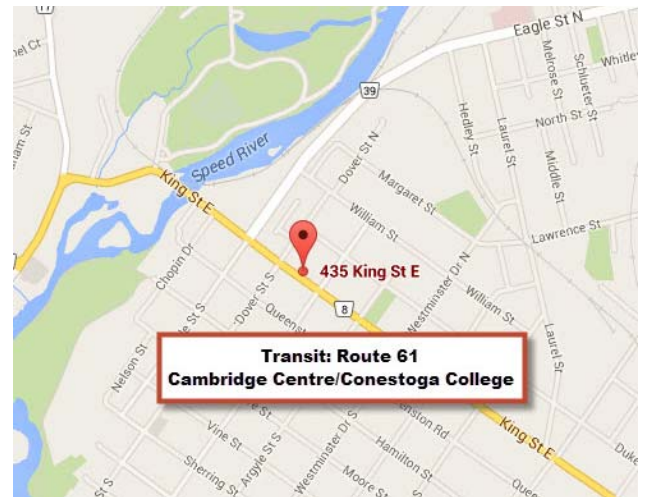 17
Eagle St N
39
Melrose St
Schlueter St
Hedley St
Laurel St
North St
Middle St
Speed River
Dover St N
Margaret St
King St E
William St
Lawrence St
435 King St E
Chopin Dr
Dover St S
Westminster Dr N
8
William St
Laurel St
Nelson St
Transit: Route 61
Cambridge Centre/Conestoga College
King St E
Vine St
Argyle St S
Westminster Dr S
Hamilton St
Sherring St
Moore St